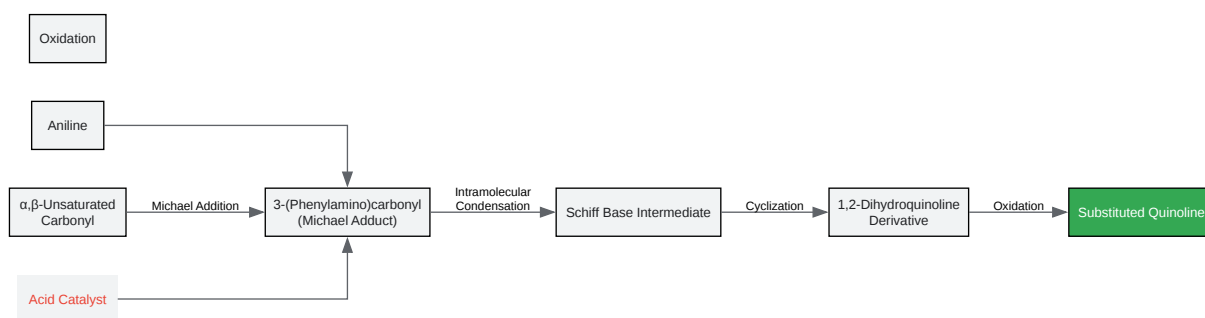 Oxidation
Aniline
α,β-Unsaturated
Carbonyl
Michael Addition
3-(Phenylamino)carbonyl
(Michael Adduct)
Intramolecular
Condensation
Schiff Base Intermediate
Cyclization
1,2-Dihydroquinoline
Derivative
Oxidation
Substituted Quinoline
Acid Catalyst